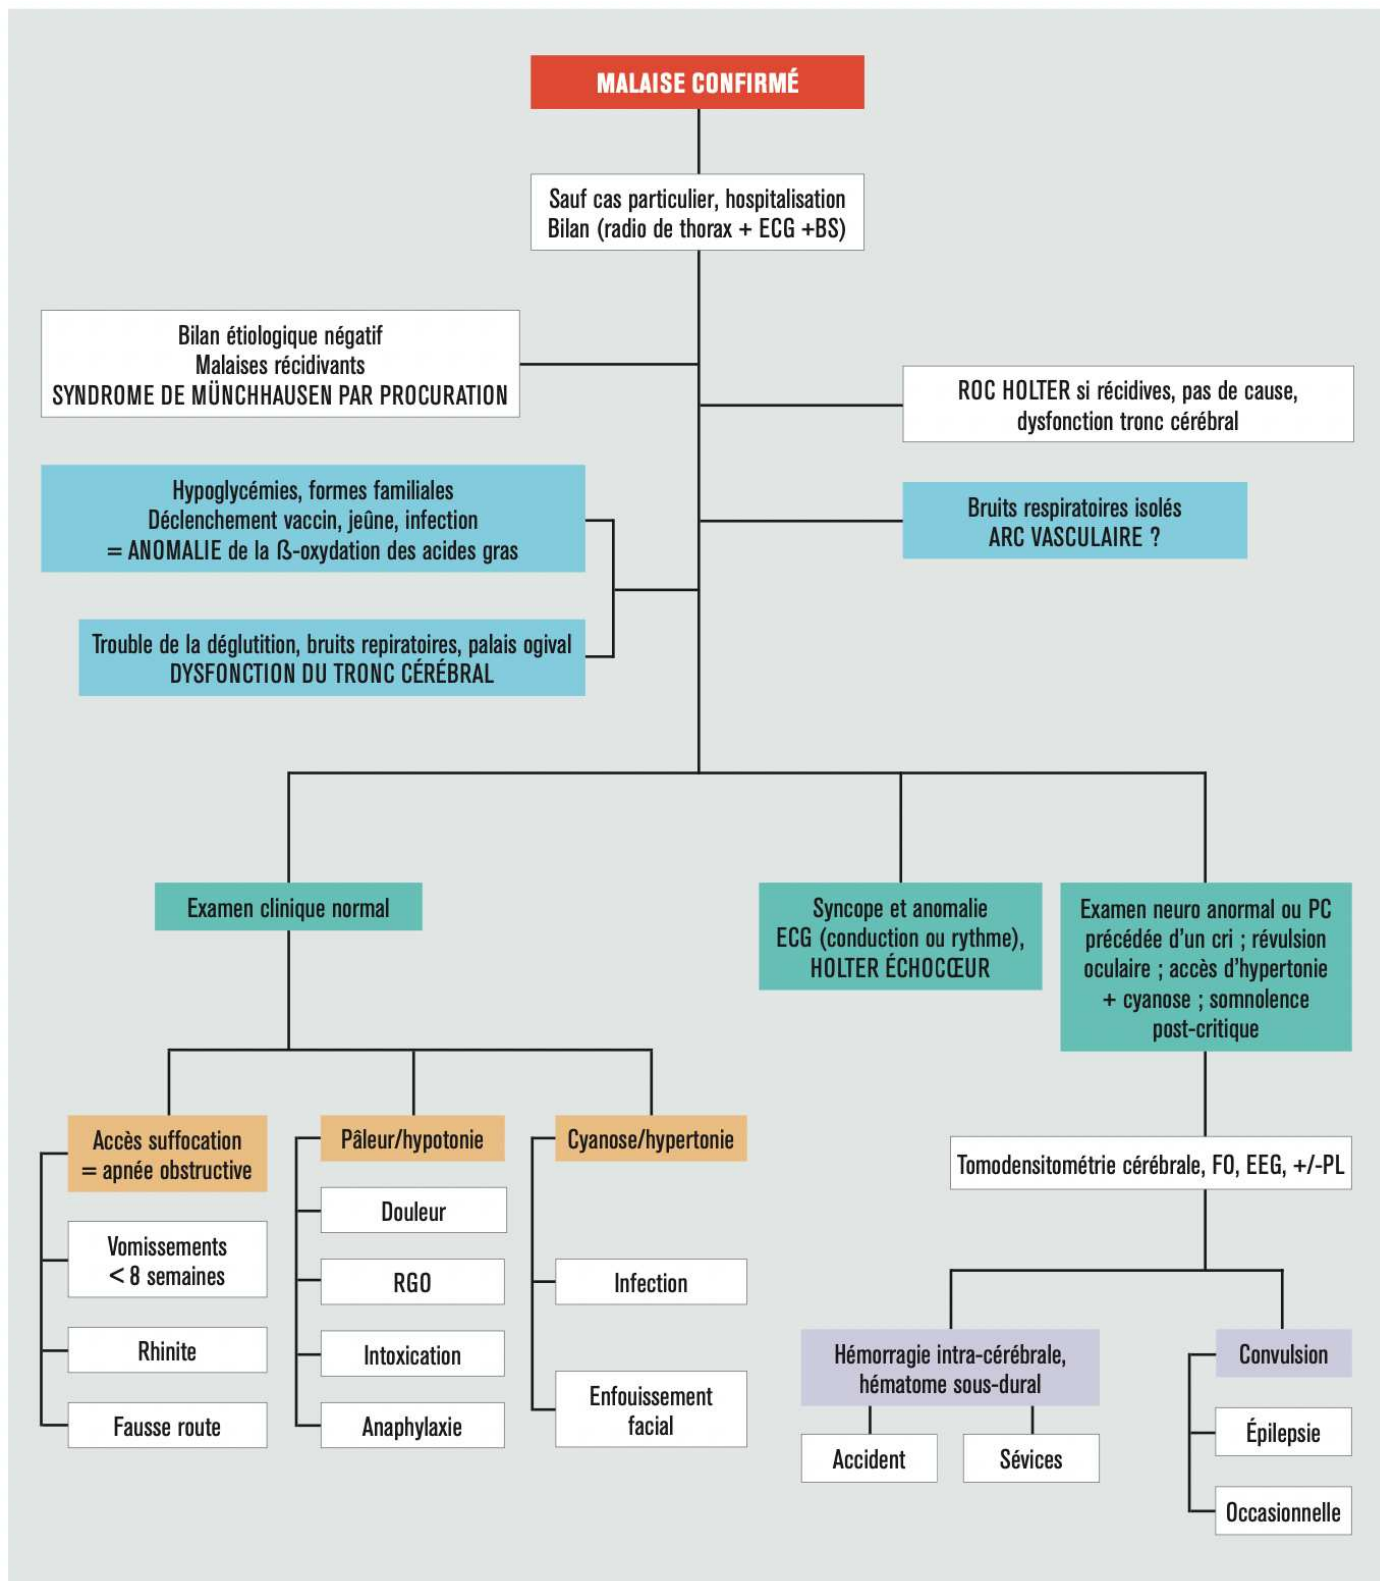 MALAISE CONFIRMÉ
Sauf cas particulier, hospitalisation
Bilan (radio de thorax + ECG +BS)
Bilan étiologique négatif
Malaises récidivants
SYNDROME DE MÜNCHHAUSEN PAR PROCURATION
ROC HOLTER si récidives, pas de cause,
dysfonction tronc cérébral
Hypoglycémies, formes familiales
Déclenchement vaccin, jeûne, infection
= ANOMALIE de la ß-oxydation des acides gras
Bruits respiratoires isolés
ARC VASCULAIRE ?
Trouble de la déglutition, bruits repiratoires, palais ogival
DYSFONCTION DU TRONC CÉRÉBRAL
Examen clinique normal
Syncope et anomalie
ECG (conduction ou rythme),
HOLTER ÉCHOCŒUR
Examen neuro anormal ou PC
précédée d'un cri ; révulsion
oculaire ; accès d'hypertonie
+ cyanose ; somnolence
post-critique
Accès suffocation
= apnée obstructive
Vomissements
< 8 semaines
Rhinite
Fausse route
Pâleur/hypotonie
Douleur
RGO
Intoxication
Anaphylaxie
Cyanose/hypertonie
Infection
Enfouissement
facial
Tomodensitométrie cérébrale, FO, EEG, +/-PL
Hémorragie intra-cérébrale,
hématome sous-dural
Accident
Sévices
Convulsion
Épilepsie
Occasionnelle